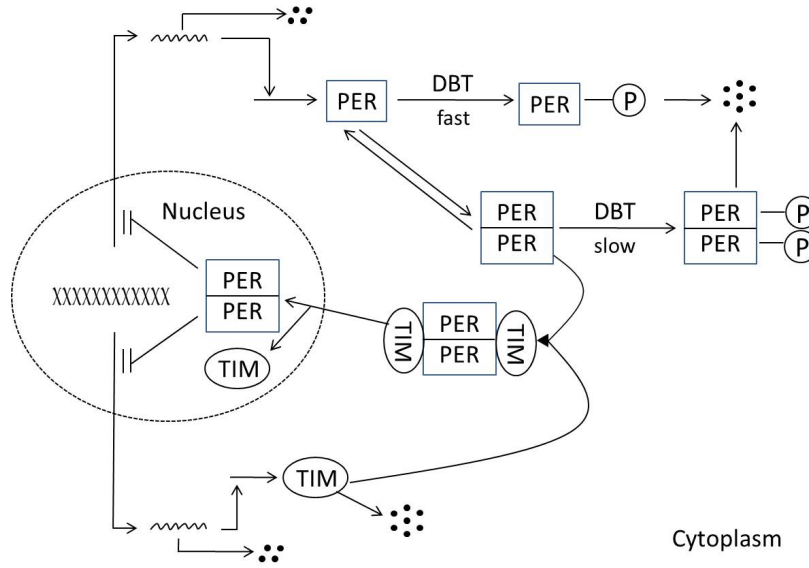 PER
DBT
fast
PER
P
Nucleus
PER
PER
DBT
slow
PER
PER
P
P
XXXXXXXXXXXX
PER
PER
TIM
TIM
PER
PER
TIM
TIM
Cytoplasm